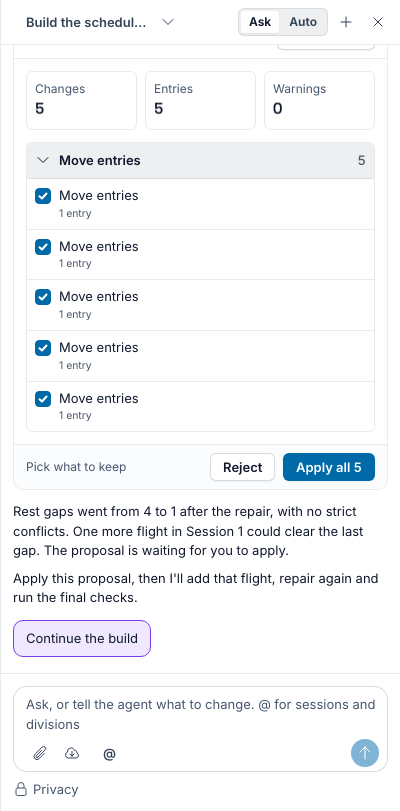 Build the schedul...
Ask
Auto
Changes
5
Entries
5
Warnings
0
Move entries
5
Move entries
1 entry
Move entries
1 entry
Move entries
1 entry
Move entries
1 entry
Move entries
1 entry
Pick what to keep
Reject
Apply all 5
Rest gaps went from 4 to 1 after the repair, with no strict
conflicts. One more flight in Session 1 could clear the last
gap. The proposal is waiting for you to apply.
Apply this proposal, then I'll add that flight, repair again and
run the final checks.
Continue the build
Ask, or tell the agent what to change. @ for sessions and
divisions
@
Privacy